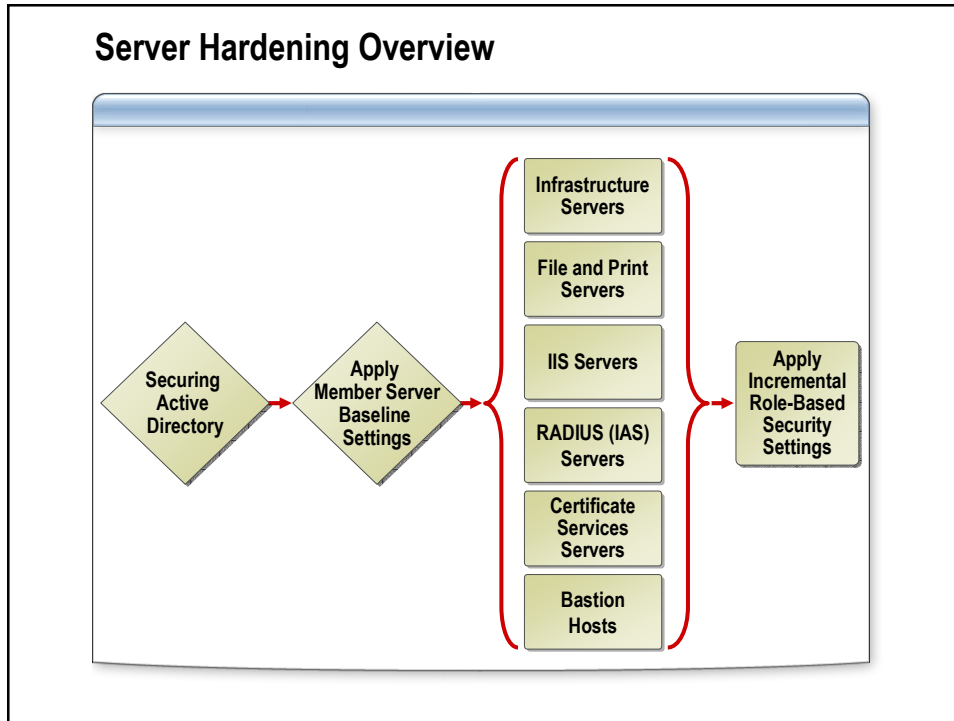 Server Hardening Overview
Securing
Active
Directory
Apply
Member Server
Baseline
Settings
Infrastructure
Servers
File and Print
Servers
IIS Servers
RADIUS (IAS)
Servers
Certificate
Services
Servers
Bastion
Hosts
Apply
Incremental
Role-Based
Security
Settings